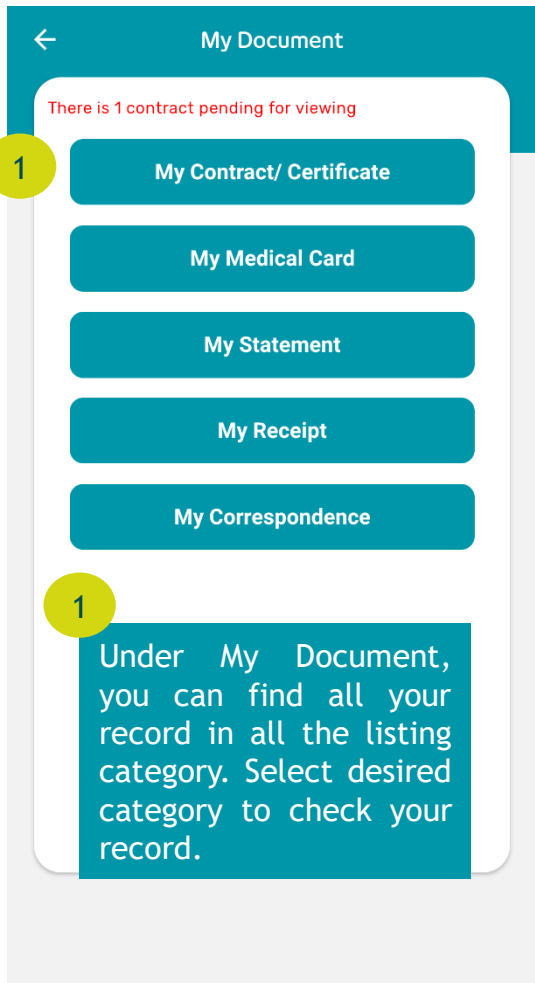 My Document
There is 1 contract pending for viewing
1
My Contract/ Certificate
My Medical Card
My Statement
My Receipt
My Correspondence
1
Under My Document,
you can find all your
record in all the listing
category. Select desired
category to check your
record.